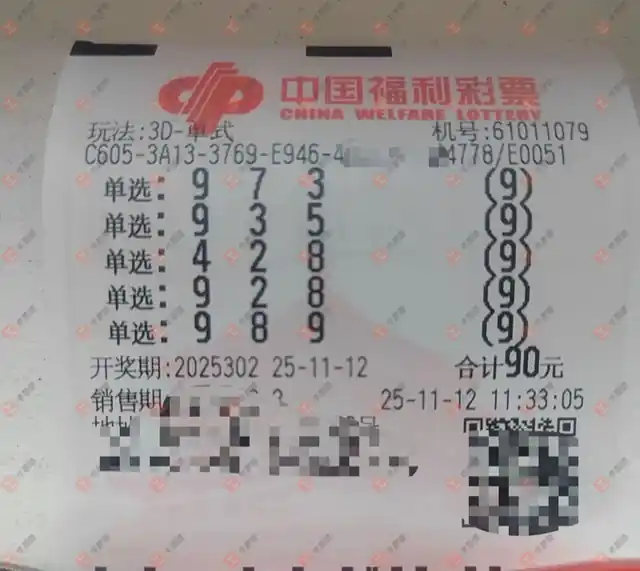 中国福利彩票
CHINA WELFARE LOTTERY
玩法:3D-单式 机号:61011079
C605-3A13-3769-E946-4 4778/E0051
单选: 9 7 3 (9)
单选: 9 3 5 (9)
单选: 4 2 8 (9)
单选: 9 2 8 (9)
单选: 9 8 9 (9)
开奖期:2025302 25-11-12 合计90元
销售期 25-11-12 11:33:05